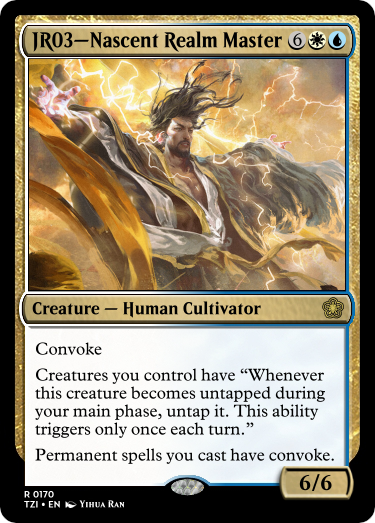 JR03—Nascent Realm Master 6
Creature — Human Cultivator
Convoke
Creatures you control have “Whenever
this creature becomes untapped during
your main phase, untap it. This ability
triggers only once each turn.”
Permanent spells you cast have convoke.
6/6
R 0170
TZI • EN Yihua Ran